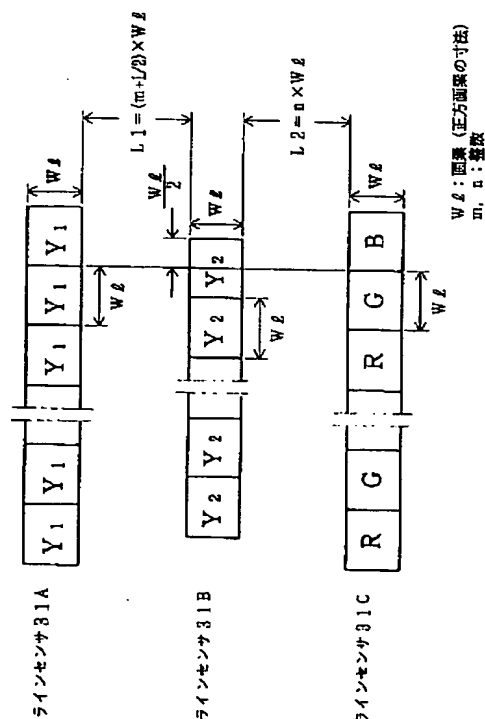 ラインセンサ31A
Y1 Y1 Y1 Y1 Y1
Wℓ
Wℓ
L1=(m+1/2)×Wℓ
Wℓ/2
ラインセンサ31B
Y2 Y2 Y2 Y2
Wℓ
Wℓ
L2=n×Wℓ
ラインセンサ31C
R G R G B
Wℓ
Wℓ
Wℓ;画素(正方画素の寸法)
m, n;整数